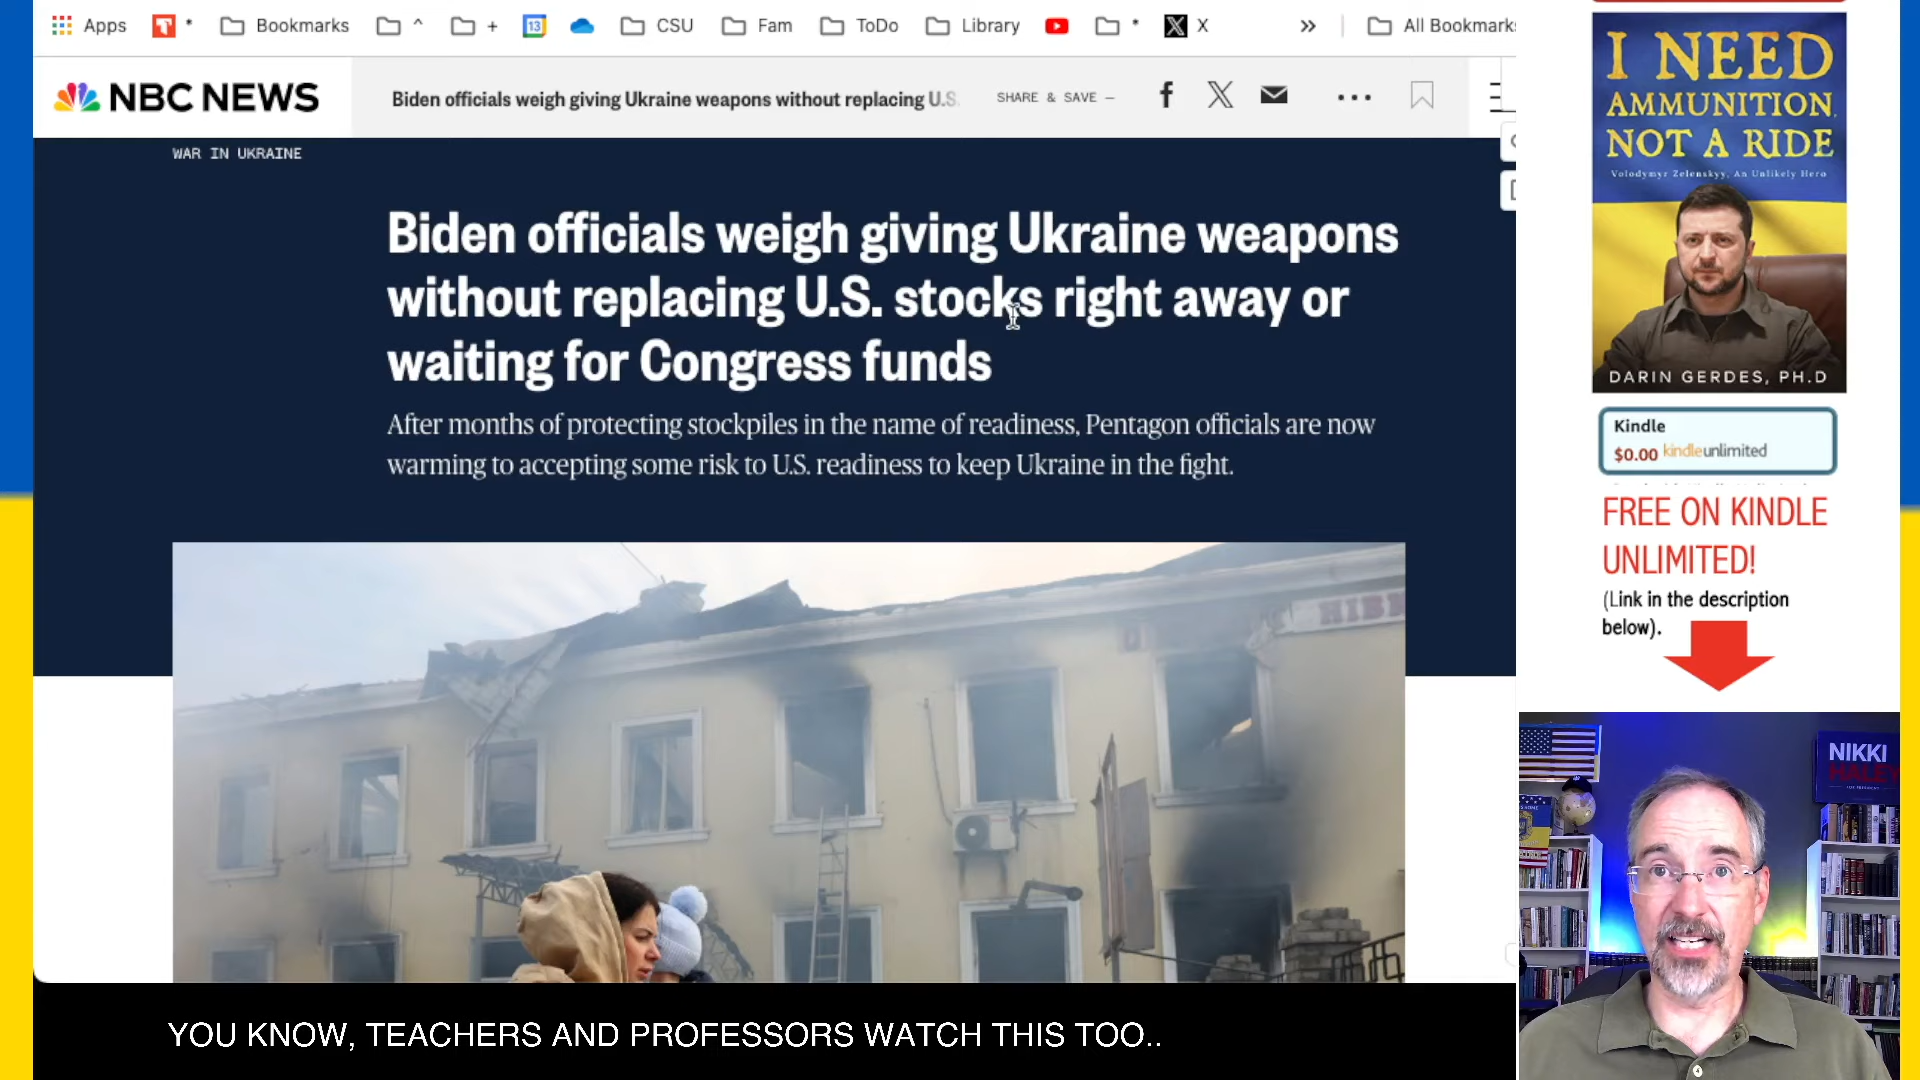 Apps
*
Bookmarks
^
+
13
CSU
Fam
ToDo
Library
*
X
»
All Bookmarks
NBC NEWS
Biden officials weigh giving Ukraine weapons without replacing U.S.
SHARE & SAVE —
WAR IN UKRAINE
Biden officials weigh giving Ukraine weapons
without replacing U.S. stocks right away or
waiting for Congress funds
After months of protecting stockpiles in the name of readiness, Pentagon officials are now
warming to accepting some risk to U.S. readiness to keep Ukraine in the fight.
YOU KNOW, TEACHERS AND PROFESSORS WATCH THIS TOO..
I NEED
AMMUNITION,
NOT A RIDE
Volodymyr Zelenskyy, An Unlikely Hero
DARIN GERDES, PH.D
Kindle
$0.00 kindleunlimited
FREE ON KINDLE
UNLIMITED!
(Link in the description
below).
NIKKI
HALEY